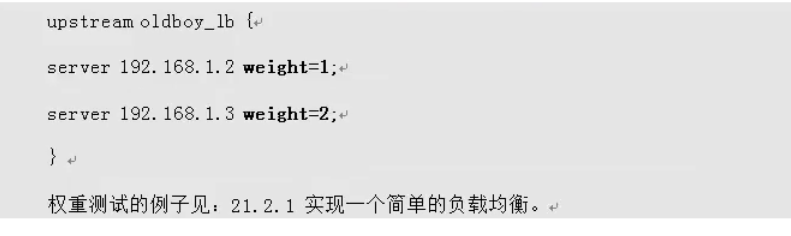 upstream oldboy_lb {
server 192.168.1.2 weight=1;
server 192.168.1.3 weight=2;
}
权重测试的例子见：21.2.1 实现一个简单的负载均衡。